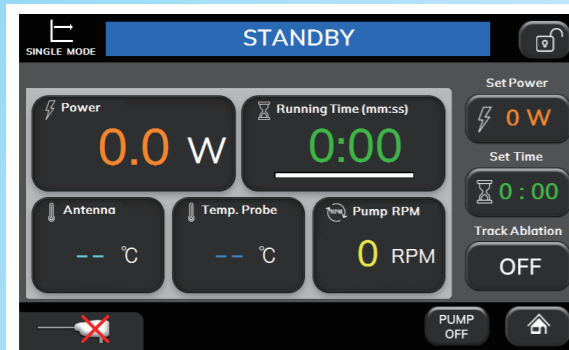 SINGLE MODE
STANDBY
Set Power
0 W
Power
0.0 W
Running Time (mm:ss)
0:00
Set Time
0 : 00
Antenna
-- °C
Temp. Probe
-- °C
RPM
Pump RPM
0 RPM
Track Ablation
OFF
PUMP
OFF